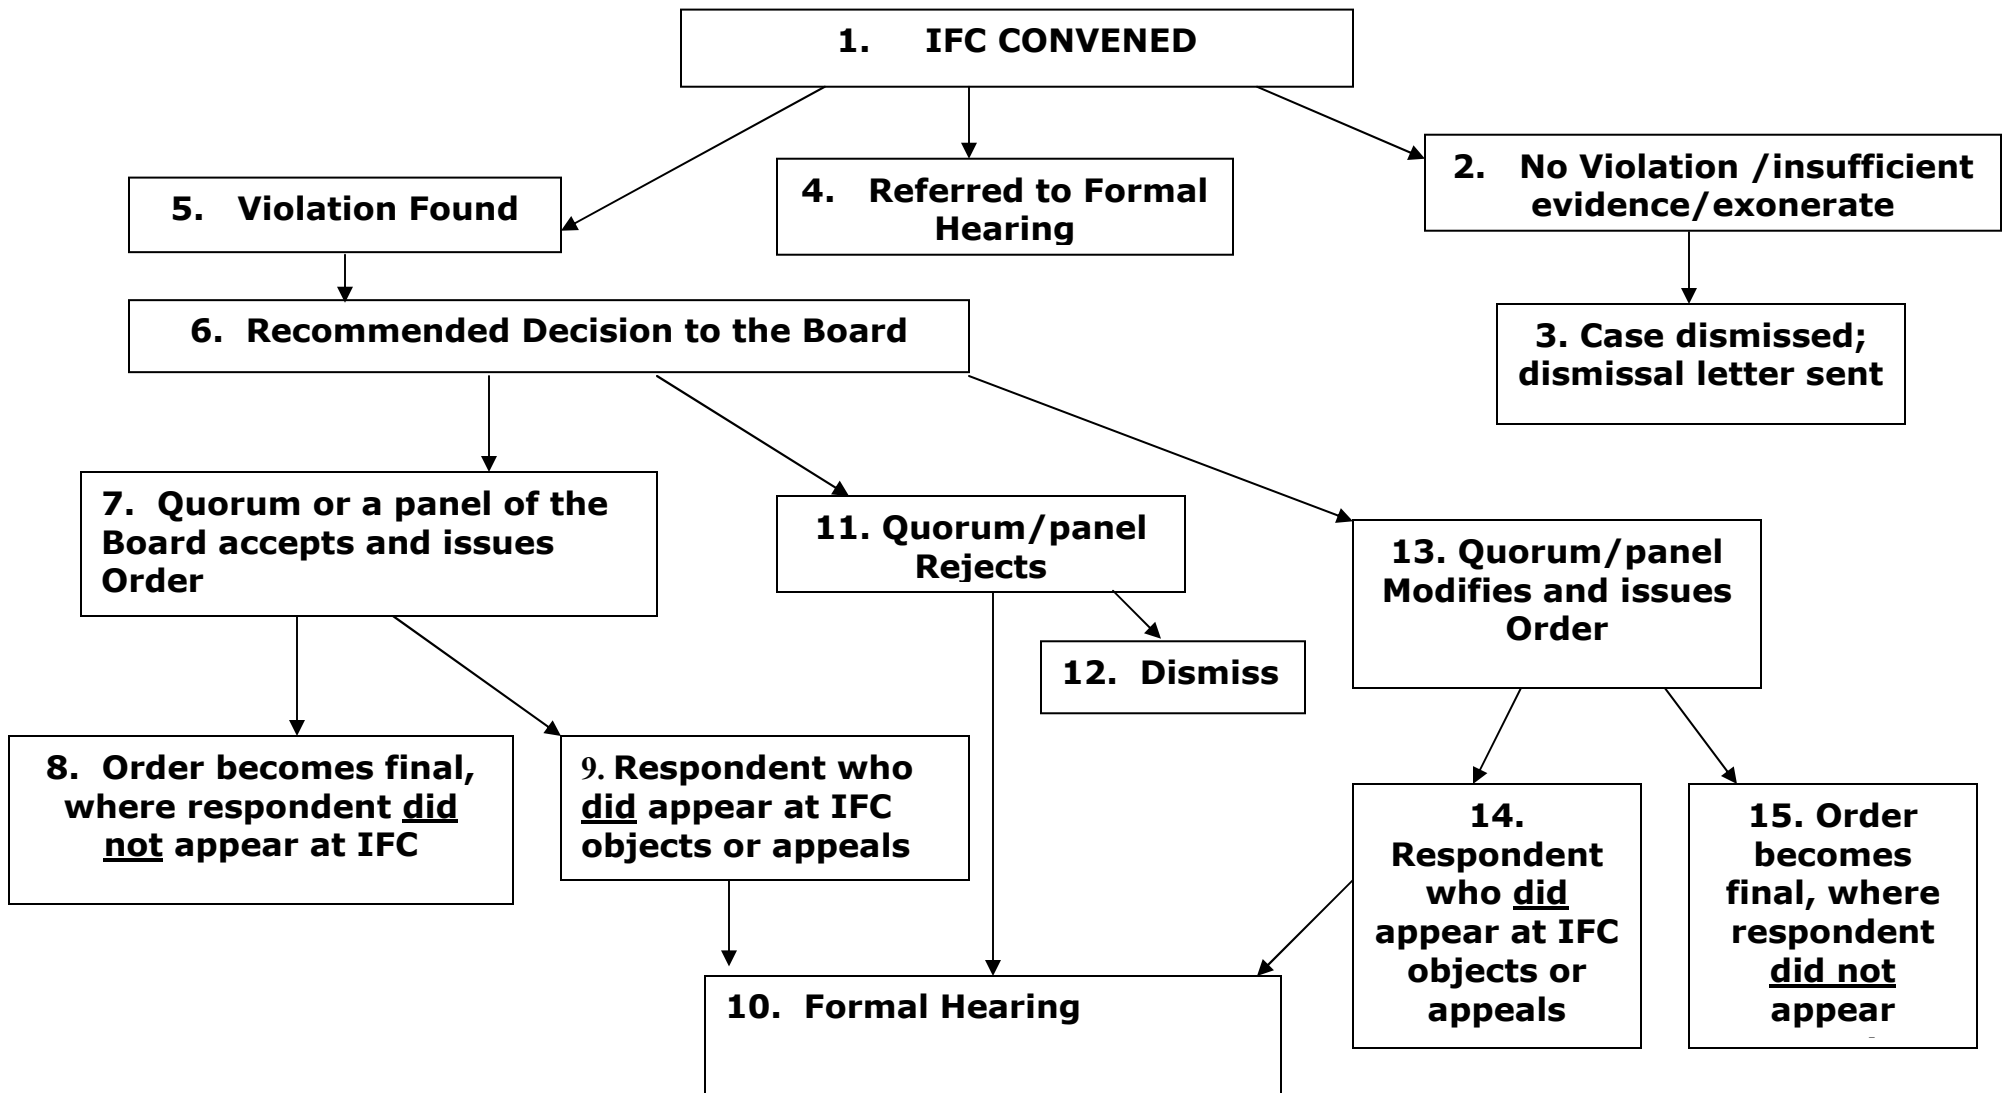 1. IFC CONVENED
2. No Violation /insufficient
evidence/exonerate
4. Referred to Formal
Hearing
5. Violation Found
3. Case dismissed;
dismissal letter sent
6. Recommended Decision to the Board
7. Quorum or a panel of the
Board accepts and issues
Order
11. Quorum/panel
Rejects
13. Quorum/panel
Modifies and issues
Order
12. Dismiss
8. Order becomes final,
where respondent did
not appear at IFC
9. Respondent who
did appear at IFC
objects or appeals
14.
Respondent
who did
appear at IFC
objects or
appeals
15. Order
becomes
final, where
respondent
did not
appear
10. Formal Hearing